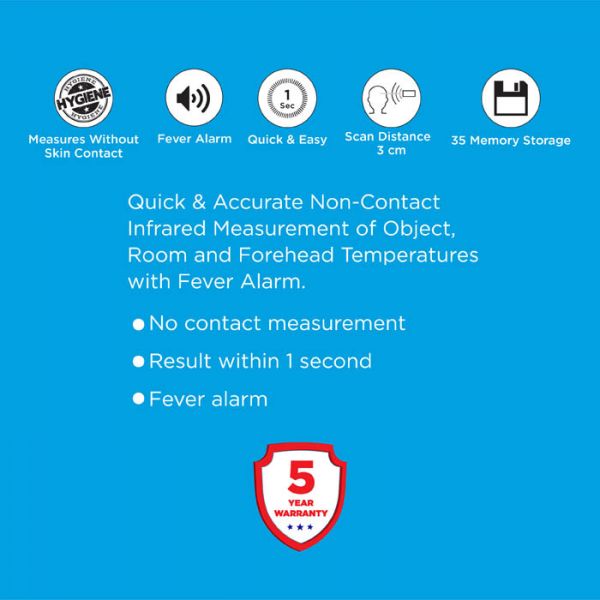 HYGIENE
HYGIENE
HYGIENE
1
Sec
Measures Without
Skin Contact
Fever Alarm
Quick & Easy
Scan Distance
3 cm
35 Memory Storage
Quick & Accurate Non-Contact
Infrared Measurement of Object,
Room and Forehead Temperatures
with Fever Alarm.
No contact measurement
Result within 1 second
Fever alarm
5
YEAR
WARRANTY